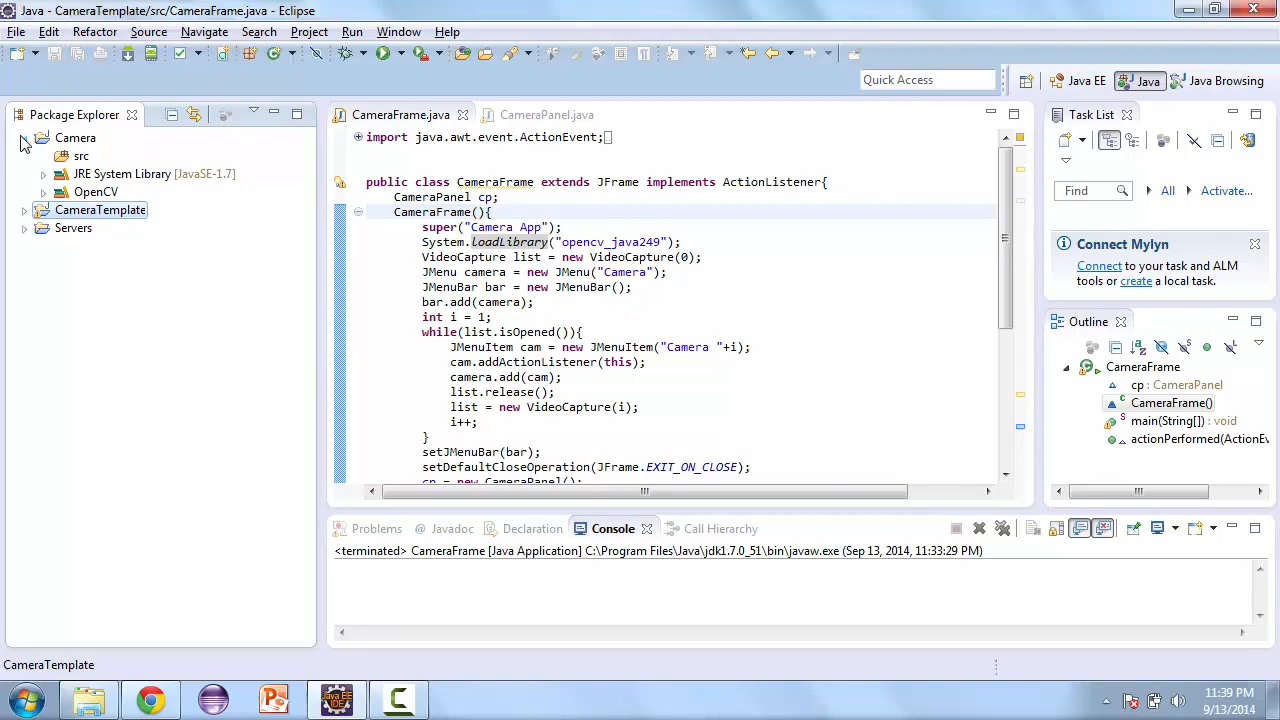 Java - CameraTemplate/src/CameraFrame.java - Eclipse
File Edit Refactor Source Navigate Search Project Run Window Help
Quick Access
Java EE
Java
Java Browsing
Package Explorer
Camera
src
JRE System Library [JavaSE-1.7]
OpenCV
CameraTemplate
Servers
CameraFrame.java
CameraPanel.java
import java.awt.event.ActionEvent;
public class CameraFrame extends JFrame implements ActionListener{
CameraPanel cp;
CameraFrame(){
super("Camera App");
System.loadLibrary("opencv_java249");
VideoCapture list = new VideoCapture(0);
JMenu camera = new JMenu("Camera");
JMenuBar bar = new JMenuBar();
bar.add(camera);
int i = 1;
while(list.isOpened()){
JMenuItem cam = new JMenuItem("Camera "+i);
cam.addActionListener(this);
camera.add(cam);
list.release();
list = new VideoCapture(i);
i++;
}
setJMenuBar(bar);
setDefaultCloseOperation(JFrame.EXIT_ON_CLOSE);
cp = new CameraPanel();
Task List
Find
All
Activate...
Connect Mylyn
Connect to your task and ALM
tools or create a local task.
Outline
CameraFrame
cp : CameraPanel
CameraFrame()
main(String[]) : void
actionPerformed(ActionEv
Problems
@ Javadoc
Declaration
Console
Call Hierarchy
<terminated> CameraFrame [Java Application] C:\Program Files\Java\jdk1.7.0_51\bin\javaw.exe (Sep 13, 2014, 11:33:29 PM)
CameraTemplate
Java EE
IDE
11:39 PM
9/13/2014